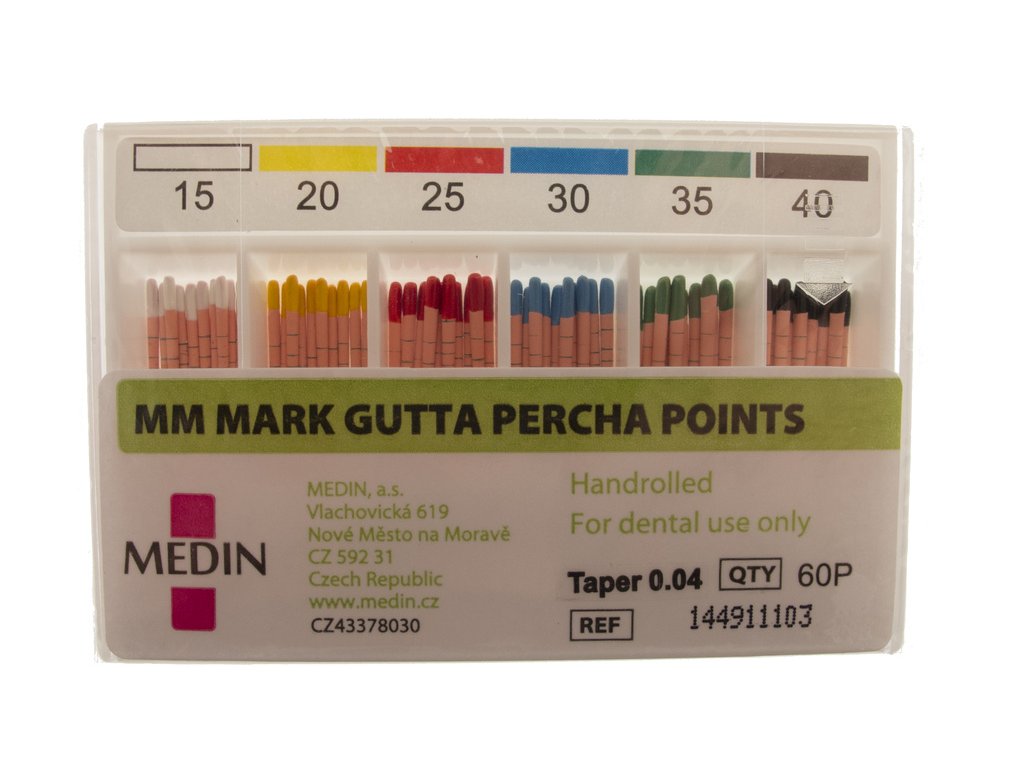 15 20 25 30 35 40
MM MARK GUTTA PERCHA POINTS
MEDIN
MEDIN, a.s.
Vlachovická 619
Nové Město na Moravě
CZ 592 31
Czech Republic
www.medin.cz
CZ43378030
Handrolled
For dental use only
Taper 0.04 QTY 60P
REF 144911103